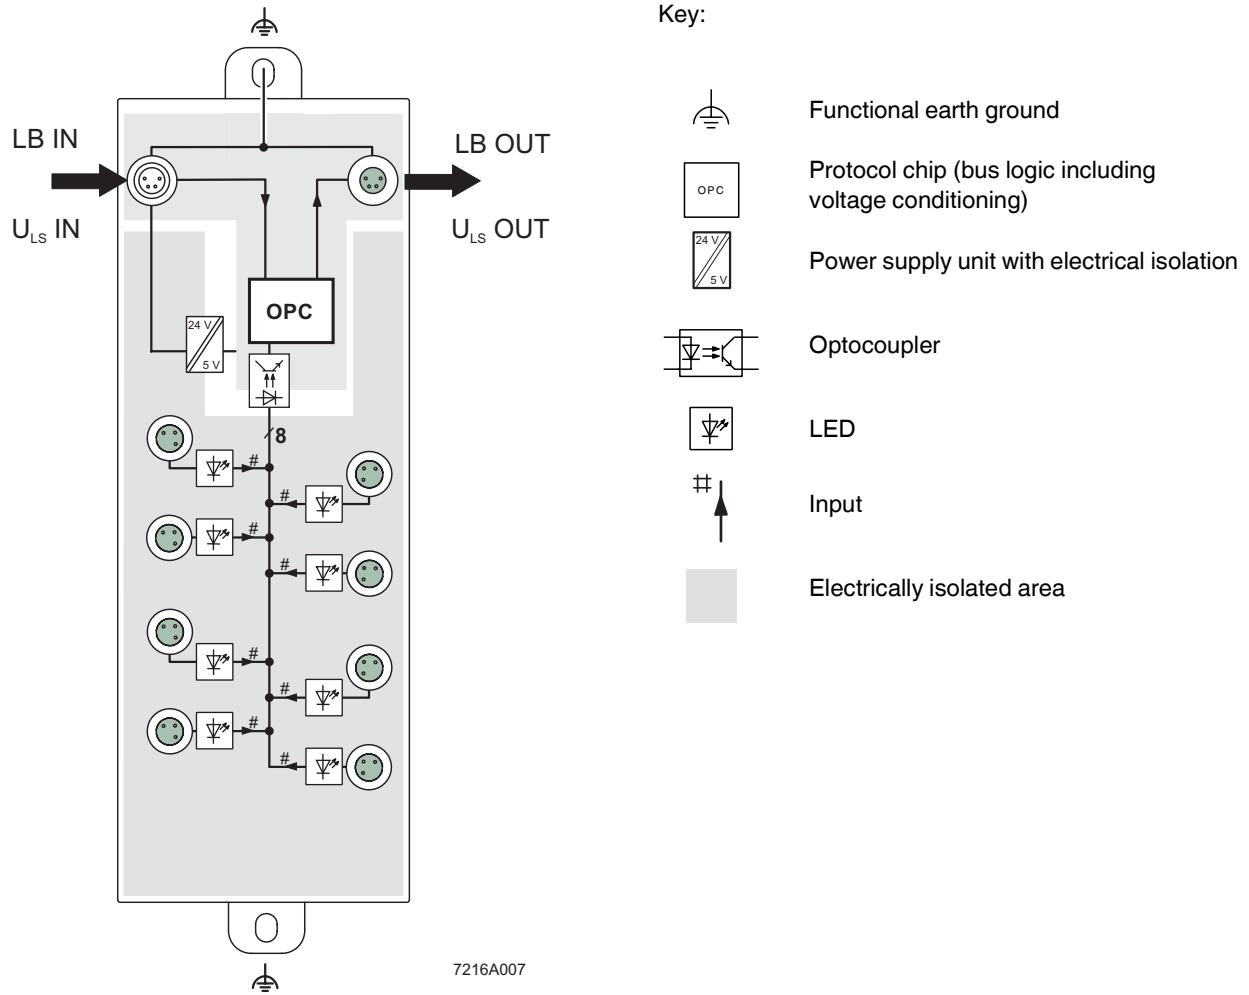 Key:
LB IN
LB OUT
U_LS IN
U_LS OUT
OPC
24 V
5 V
8
#
#
#
#
#
#
#
#
7216A007
Functional earth ground
OPC
Protocol chip (bus logic including
voltage conditioning)
24 V
5 V
Power supply unit with electrical isolation
Optocoupler
LED
#
Input
Electrically isolated area